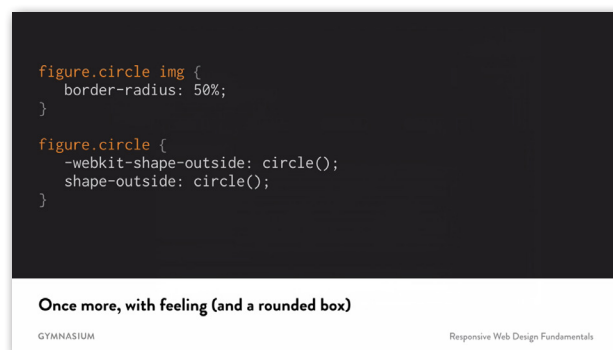 figure.circle img {
border-radius: 50%;
}
figure.circle {
-webkit-shape-outside: circle();
shape-outside: circle();
}
Once more, with feeling (and a rounded box)
GYMNASIUM
Responsive Web Design Fundamentals